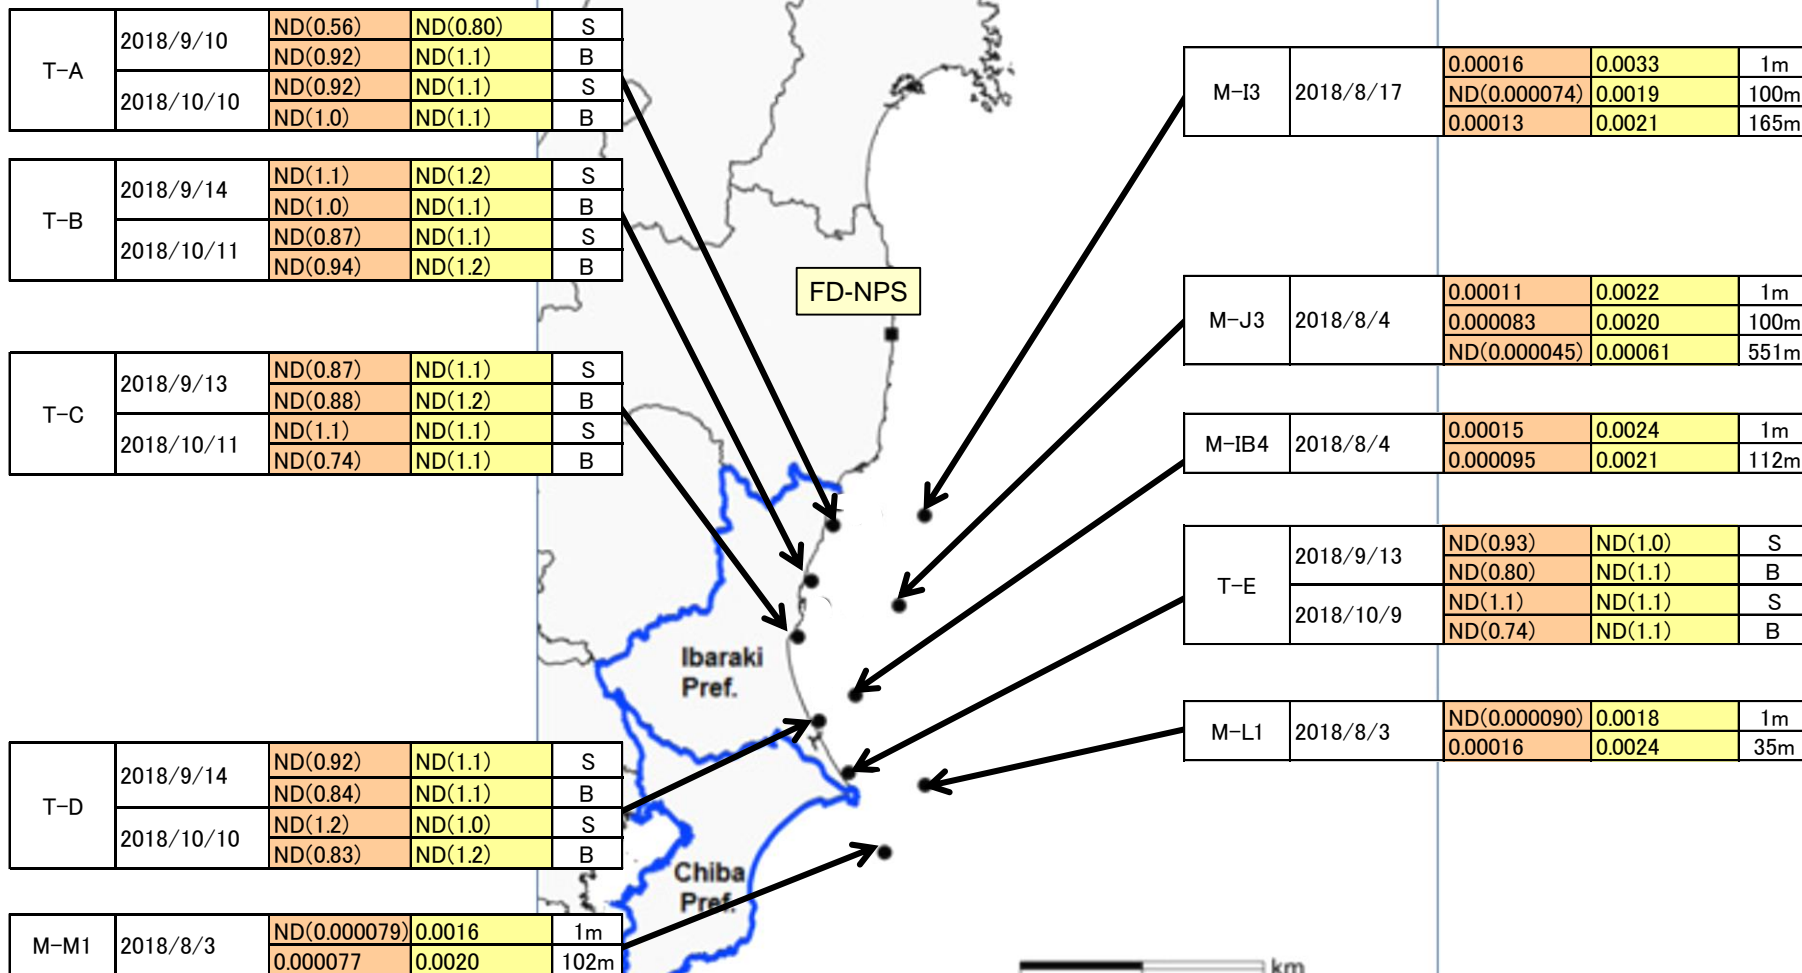 T-A 2018/9/10 ND(0.56) ND(0.80) S
ND(0.92) ND(1.1) B
2018/10/10 ND(0.92) ND(1.1) S
ND(1.0) ND(1.1) B
T-B 2018/9/14 ND(1.1) ND(1.2) S
ND(1.0) ND(1.1) B
2018/10/11 ND(0.87) ND(1.1) S
ND(0.94) ND(1.2) B
T-C 2018/9/13 ND(0.87) ND(1.1) S
ND(0.88) ND(1.2) B
2018/10/11 ND(1.1) ND(1.1) S
ND(0.74) ND(1.1) B
T-D 2018/9/14 ND(0.92) ND(1.1) S
ND(0.84) ND(1.1) B
2018/10/10 ND(1.2) ND(1.0) S
ND(0.83) ND(1.2) B
M-M1 2018/8/3 ND(0.000079) 0.0016 1m
0.000077 0.0020 102m
FD-NPS
Ibaraki
Pref.
Chiba
Pref.
km
M-I3 2018/8/17 0.00016 0.0033 1m
ND(0.000074) 0.0019 100m
0.00013 0.0021 165m
M-J3 2018/8/4 0.00011 0.0022 1m
0.000083 0.0020 100m
ND(0.000045) 0.00061 551m
M-IB4 2018/8/4 0.00015 0.0024 1m
0.000095 0.0021 112m
T-E 2018/9/13 ND(0.93) ND(1.0) S
ND(0.80) ND(1.1) B
2018/10/9 ND(1.1) ND(1.1) S
ND(0.74) ND(1.1) B
M-L1 2018/8/3 ND(0.000090) 0.0018 1m
0.00016 0.0024 35m